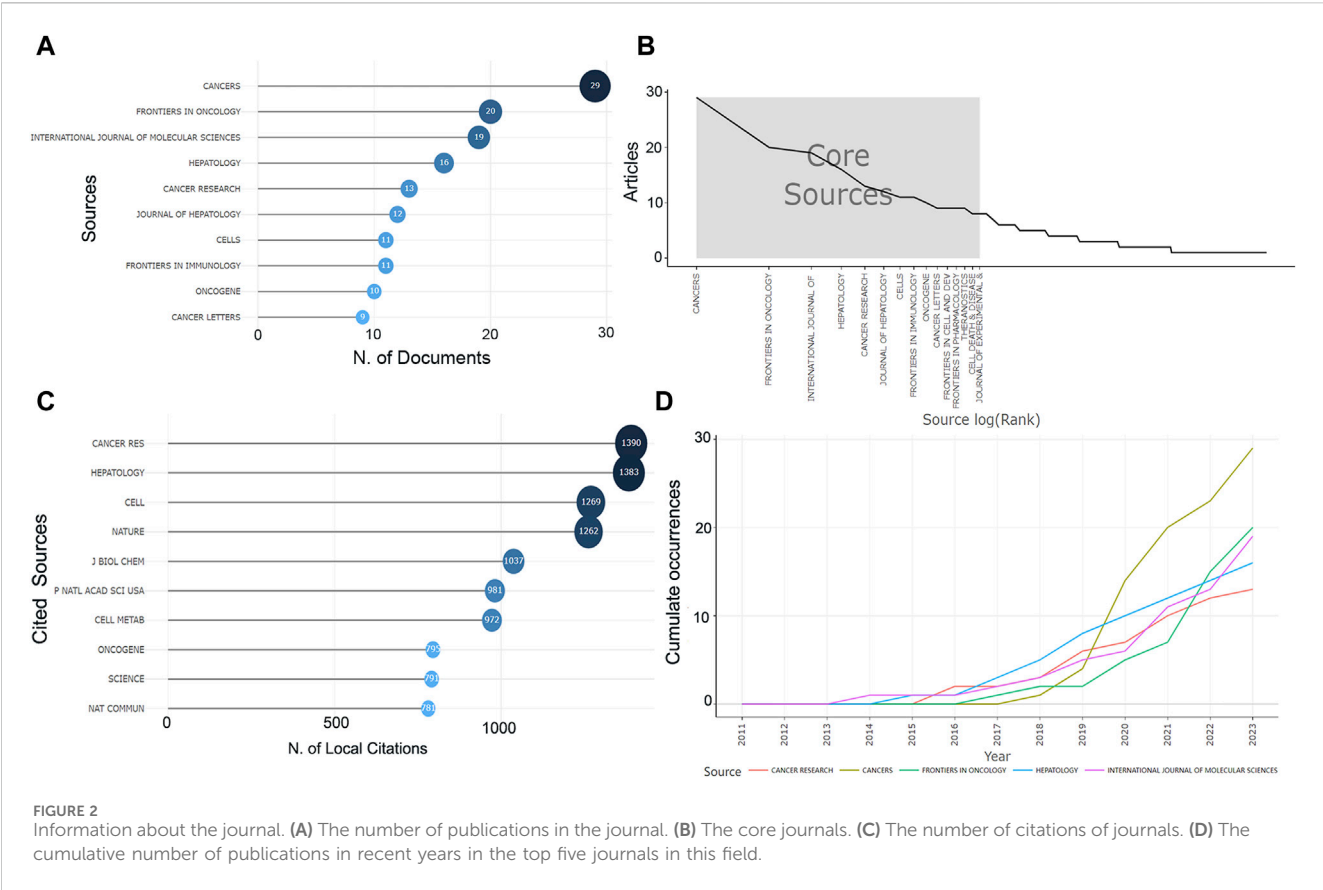 A
CANCERS
29
FRONTIERS IN ONCOLOGY
20
INTERNATIONAL JOURNAL OF MOLECULAR SCIENCES
19
HEPATOLOGY
16
CANCER RESEARCH
13
JOURNAL OF HEPATOLOGY
12
CELLS
11
FRONTIERS IN IMMUNOLOGY
11
ONCOGENE
10
CANCER LETTERS
9
Sources
0 10 20 30
N. of Documents
B
Articles
30
20
10
0
Core
Sources
CANCERS
FRONTIERS IN ONCOLOGY
INTERNATIONAL JOURNAL OF
HEPATOLOGY
CANCER RESEARCH
JOURNAL OF HEPATOLOGY
CELLS
FRONTIERS IN IMMUNOLOGY
ONCOGENE
CANCER LETTERS
FRONTIERS IN CELL AND DEV
FRONTIERS IN PHARMACOLOGY
THERANOSTICS
CELL DEATH & DISEASE
JOURNAL OF EXPERIMENTAL &
Source log(Rank)
C
CANCER RES
1390
HEPATOLOGY
1383
CELL
1269
NATURE
1262
J BIOL CHEM
1037
P NATL ACAD SCI USA
981
CELL METAB
972
ONCOGENE
795
SCIENCE
791
NAT COMMUN
781
Cited Sources
0 500 1000
N. of Local Citations
D
Cumulate occurrences
30
20
10
0
2011
2012
2013
2014
2015
2016
2017
2018
2019
2020
2021
2022
2023
Year
Source CANCER RESEARCH CANCERS FRONTIERS IN ONCOLOGY HEPATOLOGY INTERNATIONAL JOURNAL OF MOLECULAR SCIENCES
FIGURE 2
Information about the journal. (A) The number of publications in the journal. (B) The core journals. (C) The number of citations of journals. (D) The
cumulative number of publications in recent years in the top five journals in this field.